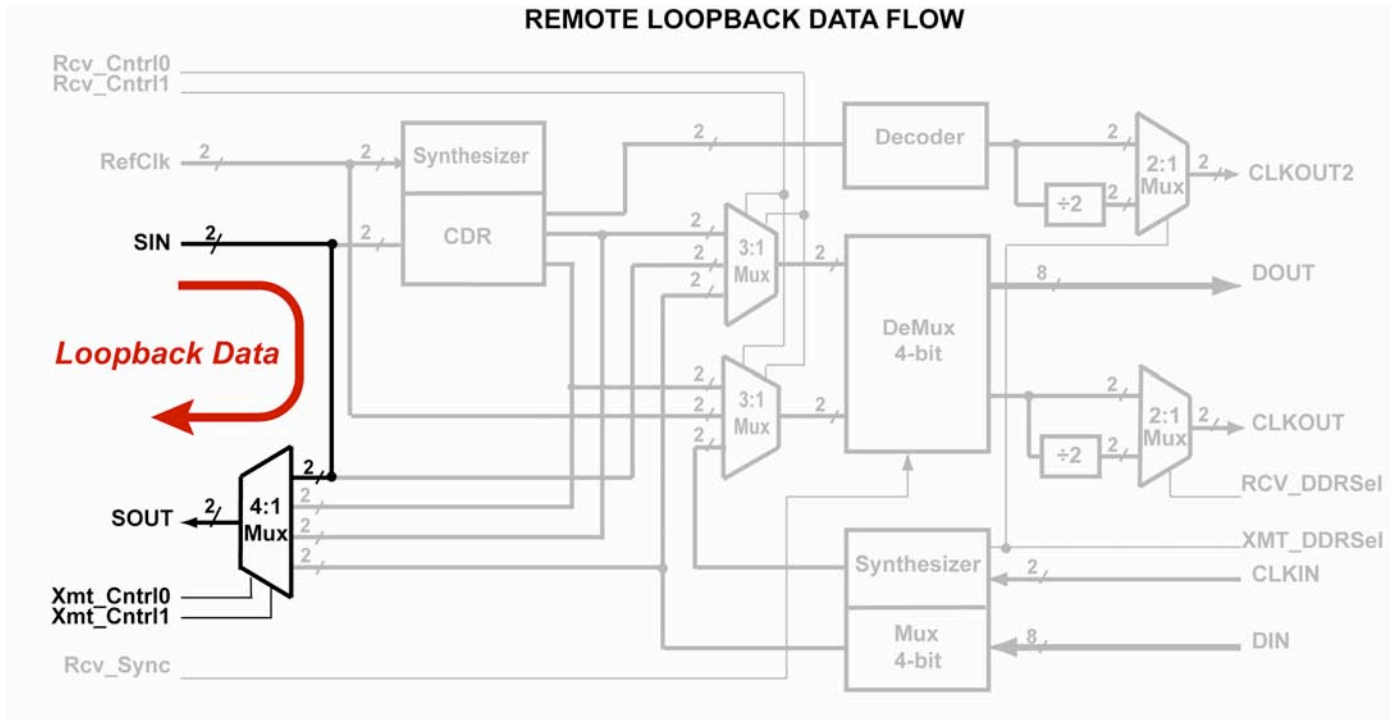 REMOTE LOOPBACK DATA FLOW
Rcv_Cntrl0
Rcv_Cntrl1
RefClk
2
2
Synthesizer
CDR
2
Decoder
2
2
÷2
2:1
Mux
2
CLKOUT2
SIN
2
2
2
2
2
3:1
Mux
2
DeMux
4-bit
8
DOUT
Loopback Data
2
2
2
3:1
Mux
2
2
2
÷2
2:1
Mux
2
CLKOUT
RCV_DDRSel
SOUT
2
4:1
Mux
2
2
2
2
Xmt_Cntrl0
Xmt_Cntrl1
Synthesizer
Mux
4-bit
XMT_DDRSel
2
CLKIN
8
DIN
Rcv_Sync